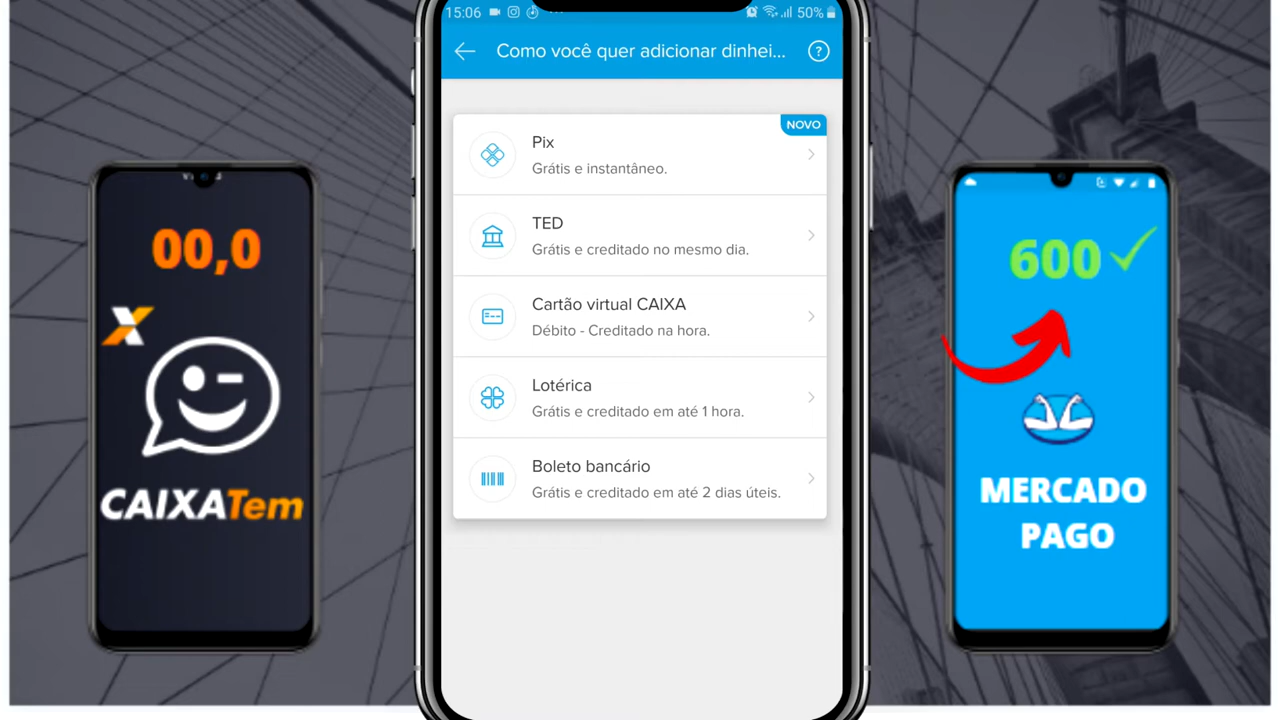 15:06
50%
Como você quer adicionar dinhei...
?
NOVO
Pix
Grátis e instantâneo.
TED
Grátis e creditado no mesmo dia.
Cartão virtual CAIXA
Débito - Creditado na hora.
Lotérica
Grátis e creditado em até 1 hora.
Boleto bancário
Grátis e creditado em até 2 dias úteis.
00,0
X
CAIXATem
600
MERCADO
PAGO